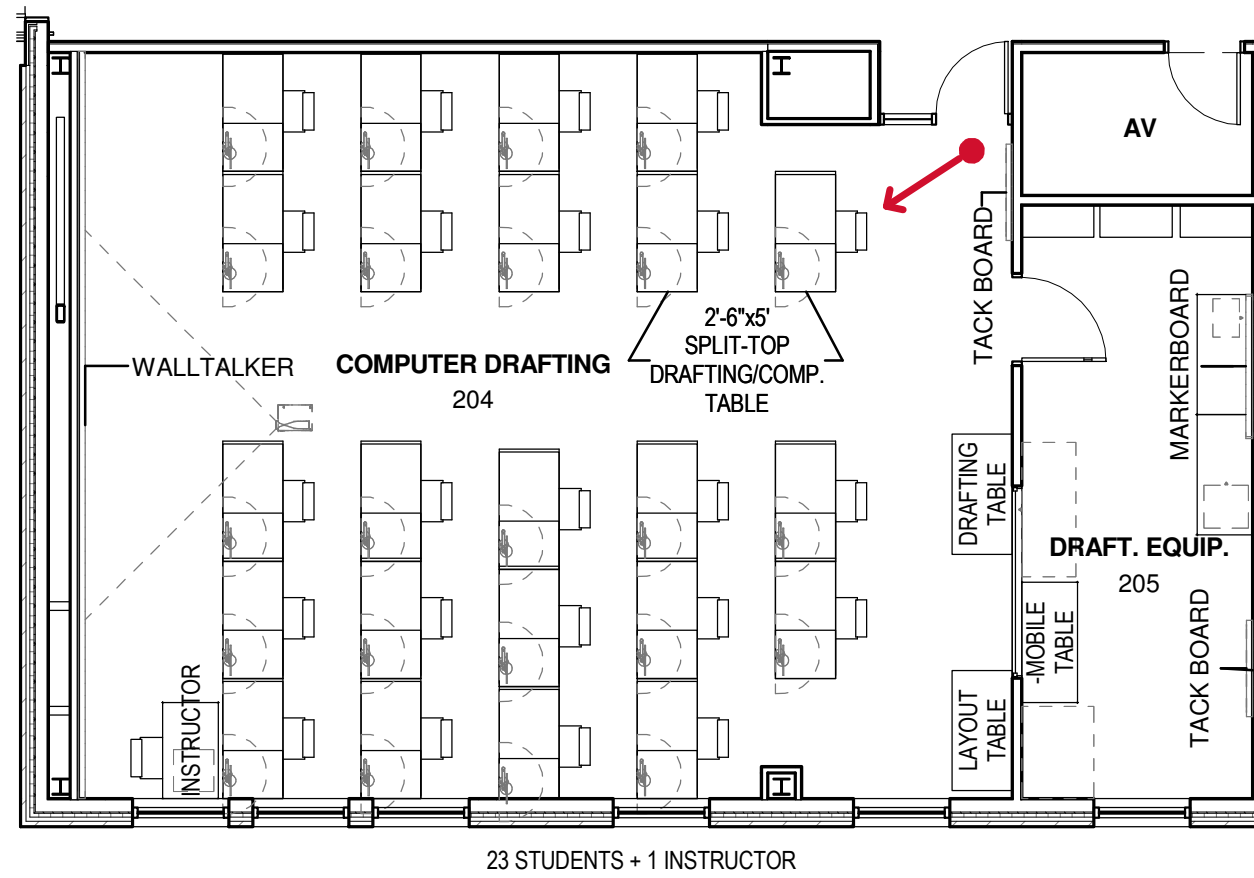 AV
TACK BOARD
MARKERBOARD
2'-6"x5'
SPLIT-TOP
DRAFTING/COMP.
TABLE
WALLTALKER
COMPUTER DRAFTING
204
DRAFTING
TABLE
DRAFT. EQUIP.
205
-MOBILE
TABLE
TACK BOARD
INSTRUCTOR
LAYOUT
TABLE
23 STUDENTS + 1 INSTRUCTOR